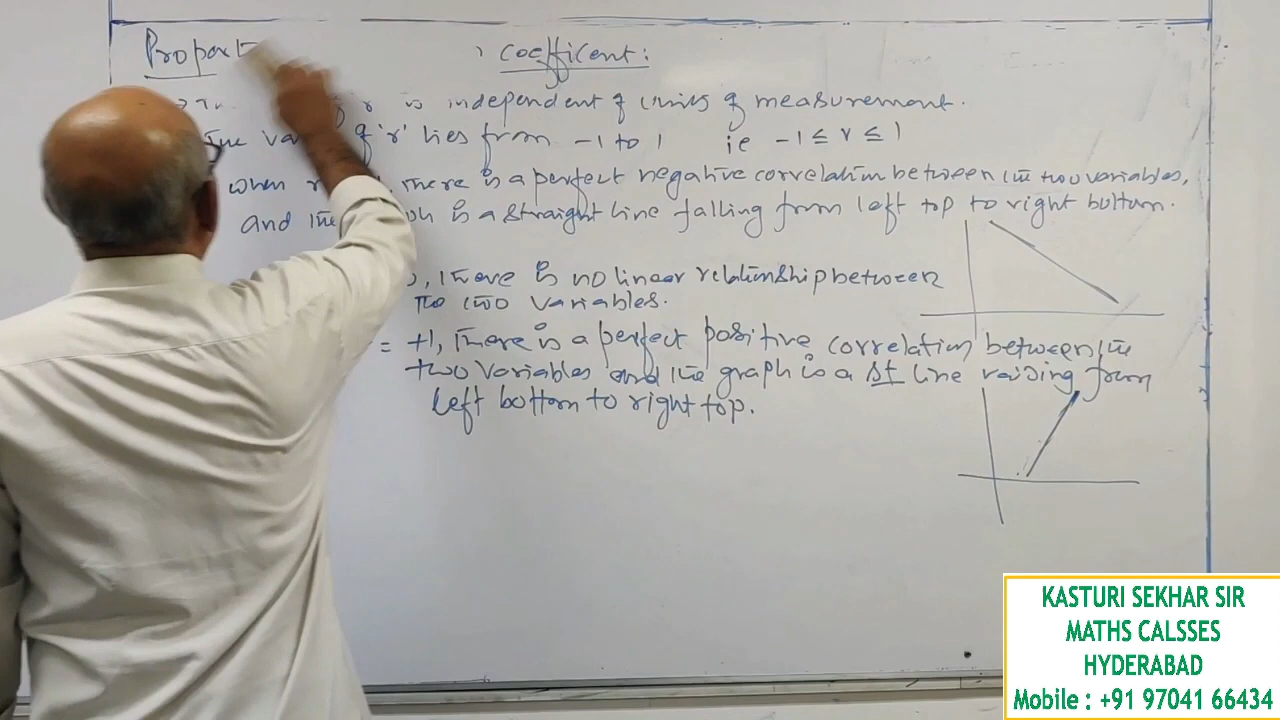 Propert Coefficent:
r is independent of Units of measurement.
The va of 'r' lies from -1 to 1 ie -1 ≤ r ≤ 1
when r there is a perfect negative correlation between the two variables,
and the is a straight line falling from left top to right bottum.
, there is no linear relationship between
the two variables.
= +1, There is a perfect positive correlation between the
two variables and the graph is a St line raising from
left bottom to right top.
KASTURI SEKHAR SIR
MATHS CALSSES
HYDERABAD
Mobile : +91 97041 66434